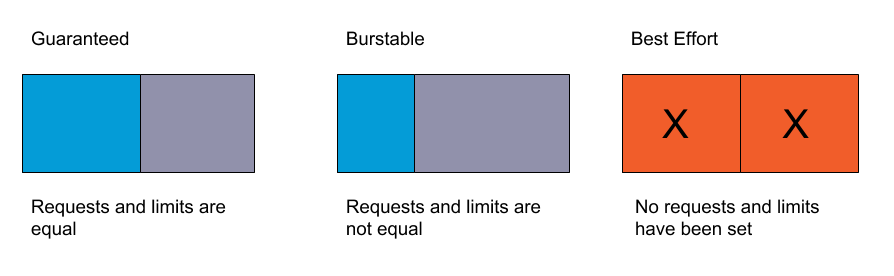 Guaranteed
Burstable
Best Effort
X
X
Requests and limits are
equal
Requests and limits are
not equal
No requests and limits
have been set